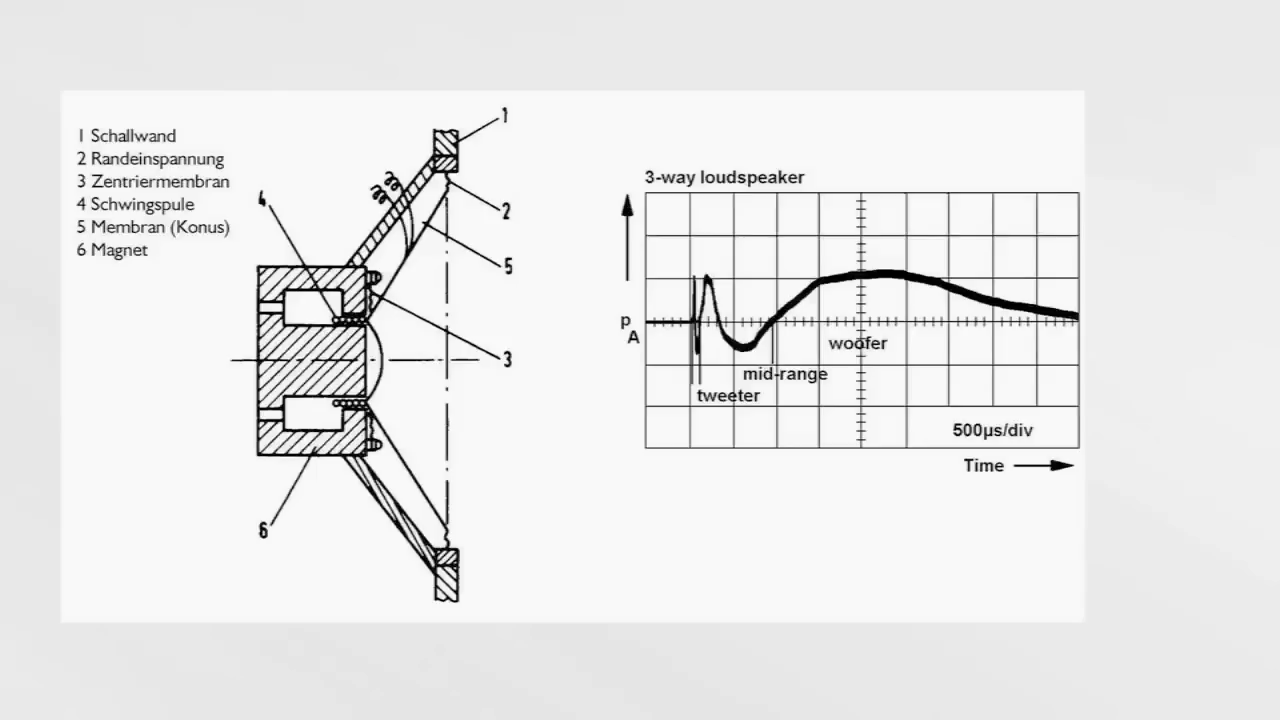 1 Schallwand
2 Randeinspannung
3 Zentriermembran
4 Schwingspule
5 Membran (Konus)
6 Magnet
1
4
2
5
3
6
3-way loudspeaker
p
A
woofer
mid-range
tweeter
500µs/div
Time